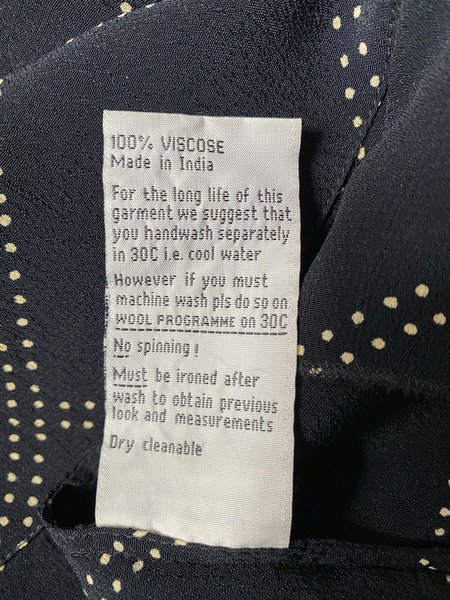 100% VISCOSE
Made in India
For the long life of this
garment we suggest that
you handwash separately
in 30C i.e. cool water
However if you must
machine wash pls do so on
WOOL PROGRAMME on 30C
No spinning!
Must be ironed after
wash to obtain previous
look and measurements
Dry cleanable